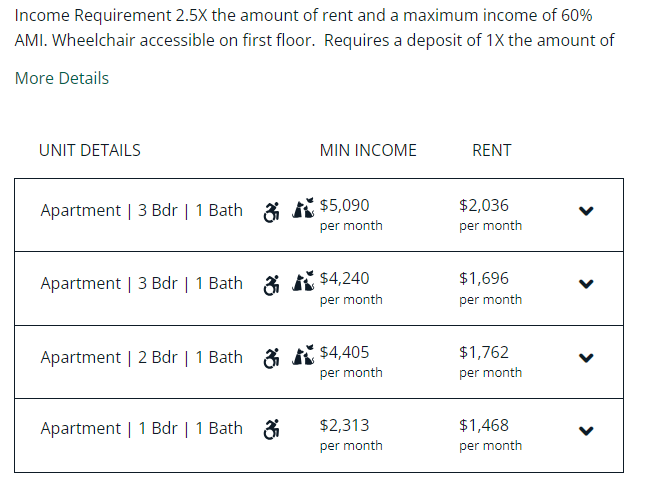 Income Requirement 2.5X the amount of rent and a maximum income of 60%
AMI. Wheelchair accessible on first floor.  Requires a deposit of 1X the amount of
More Details
UNIT DETAILS MIN INCOME RENT
Apartment | 3 Bdr | 1 Bath $5,090 $2,036
per month per month
Apartment | 3 Bdr | 1 Bath $4,240 $1,696
per month per month
Apartment | 2 Bdr | 1 Bath $4,405 $1,762
per month per month
Apartment | 1 Bdr | 1 Bath $2,313 $1,468
per month per month